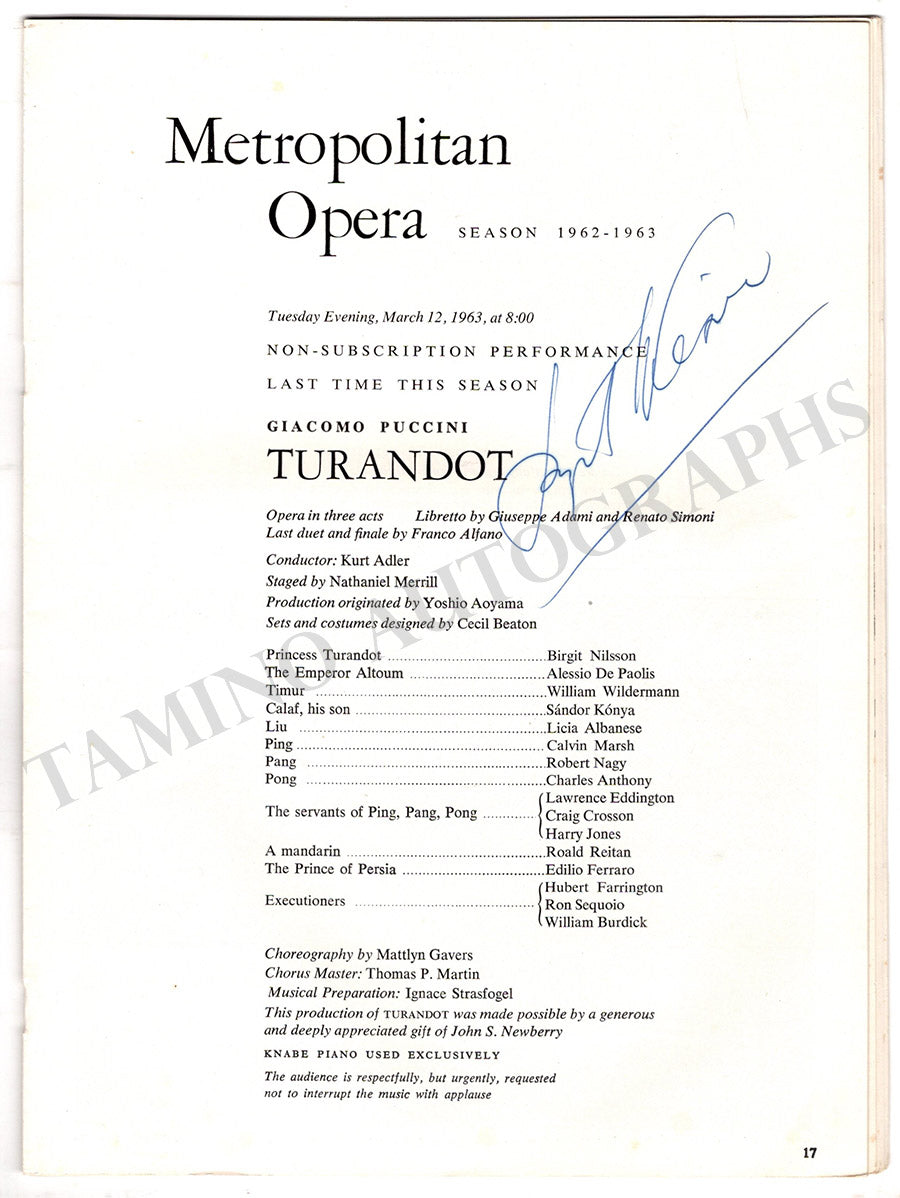 Metropolitan
Opera SEASON 1962-1963
Tuesday Evening, March 12, 1963, at 8:00
NON-SUBSCRIPTION PERFORMANCE
LAST TIME THIS SEASON
GIACOMO PUCCINI
TURANDOT
Opera in three acts Libretto by Giuseppe Adami and Renato Simoni
Last duet and finale by Franco Alfano
Conductor: Kurt Adler
Staged by Nathaniel Merrill
Production originated by Yoshio Aoyama
Sets and costumes designed by Cecil Beaton
Princess Turandot ........ Birgit Nilsson
The Emperor Altoum ........ Alessio De Paolis
Timur ........ William Wildermann
Calaf, his son ........ Sándor Kónya
Liu ........ Licia Albanese
Ping ........ Calvin Marsh
Pang ........ Robert Nagy
Pong ........ Charles Anthony
The servants of Ping, Pang, Pong ........ Lawrence Eddington
Craig Crosson
Harry Jones
A mandarin ........ Roald Reitan
The Prince of Persia ........ Edilio Ferraro
Executioners ........ Hubert Farrington
Ron Sequoio
William Burdick
Choreography by Mattlyn Gavers
Chorus Master: Thomas P. Martin
Musical Preparation: Ignace Strasfogel
This production of TURANDOT was made possible by a generous
and deeply appreciated gift of John S. Newberry
KNABE PIANO USED EXCLUSIVELY
The audience is respectfully, but urgently, requested
not to interrupt the music with applause
17
Birgit Nilsson
TAMINO AUTOGRAPHS